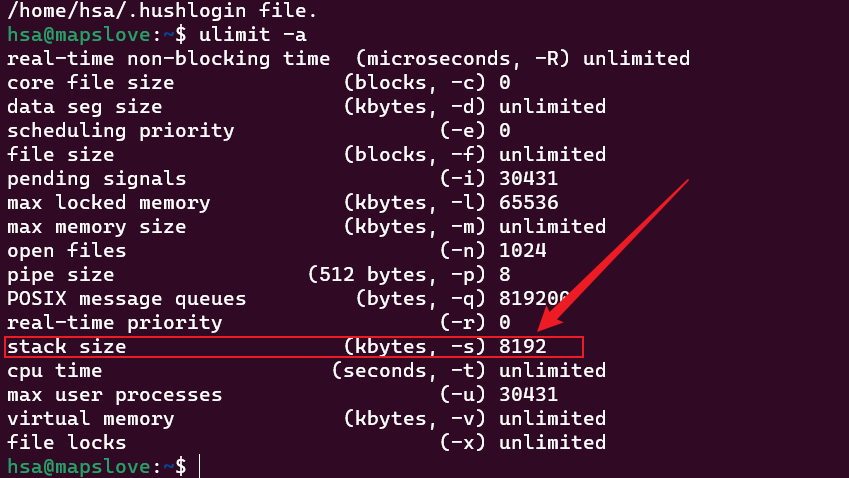 /home/hsa/.hushlogin file.
hsa@mapslove:~$ ulimit -a
real-time non-blocking time  (microseconds, -R) unlimited
core file size              (blocks, -c) 0
data seg size               (kbytes, -d) unlimited
scheduling priority                 (-e) 0
file size                   (blocks, -f) unlimited
pending signals                     (-i) 30431
max locked memory           (kbytes, -l) 65536
max memory size             (kbytes, -m) unlimited
open files                          (-n) 1024
pipe size                (512 bytes, -p) 8
POSIX message queues         (bytes, -q) 819200
real-time priority                  (-r) 0
stack size                  (kbytes, -s) 8192
cpu time                   (seconds, -t) unlimited
max user processes                  (-u) 30431
virtual memory              (kbytes, -v) unlimited
file locks                          (-x) unlimited
hsa@mapslove:~$